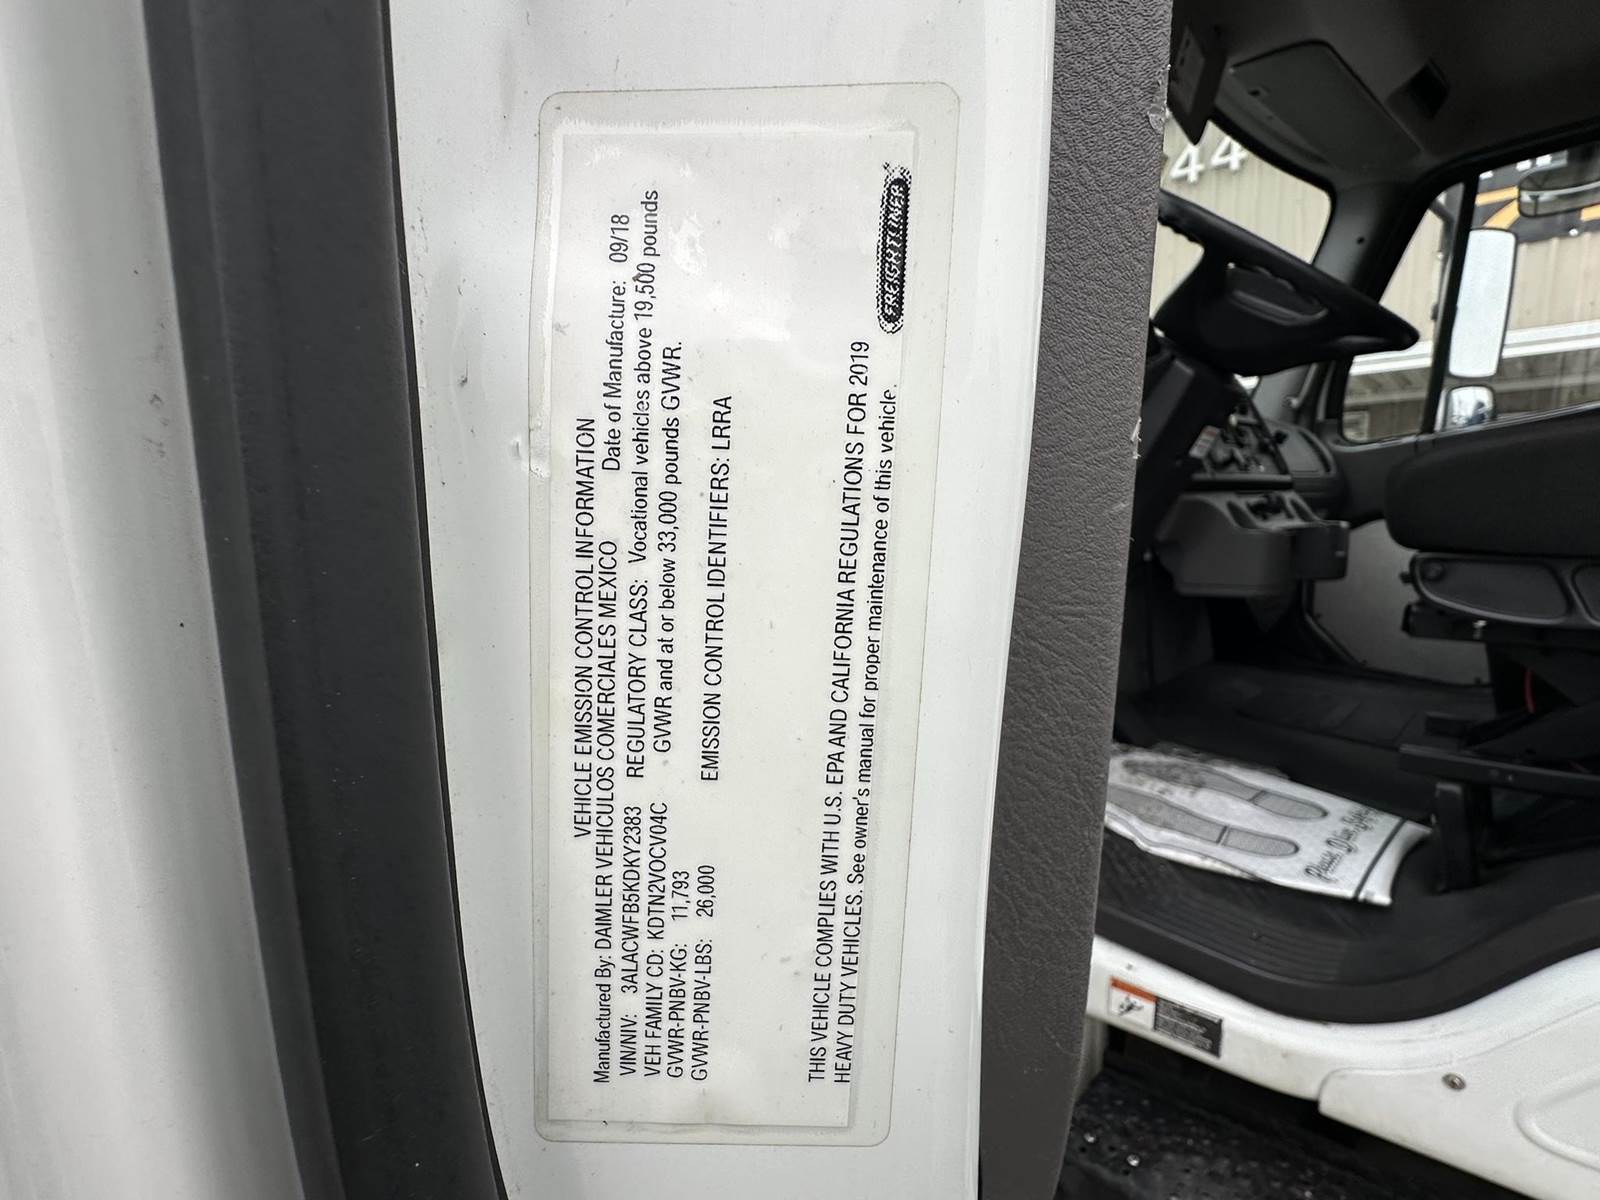 VEHICLE EMISSION CONTROL INFORMATION
Manufactured By: DAIMLER VEHICULOS COMERCIALES MEXICO Date of Manufacture: 09/18
VIN/NIV: 3ALACWFB5KDKY2383 REGULATORY CLASS: Vocational vehicles above 19,500 pounds
VEH FAMILY CD: KDTN2VOCV04C GVWR and at or below 33,000 pounds GVWR.
GVWR-PNBV-KG: 11,793
GVWR-PNBV-LBS: 26,000 EMISSION CONTROL IDENTIFIERS: LRRA
THIS VEHICLE COMPLIES WITH U.S. EPA AND CALIFORNIA REGULATIONS FOR 2019
HEAVY DUTY VEHICLES. See owner's manual for proper maintenance of this vehicle.
FREIGHTLINER
44
Please Drive Safely